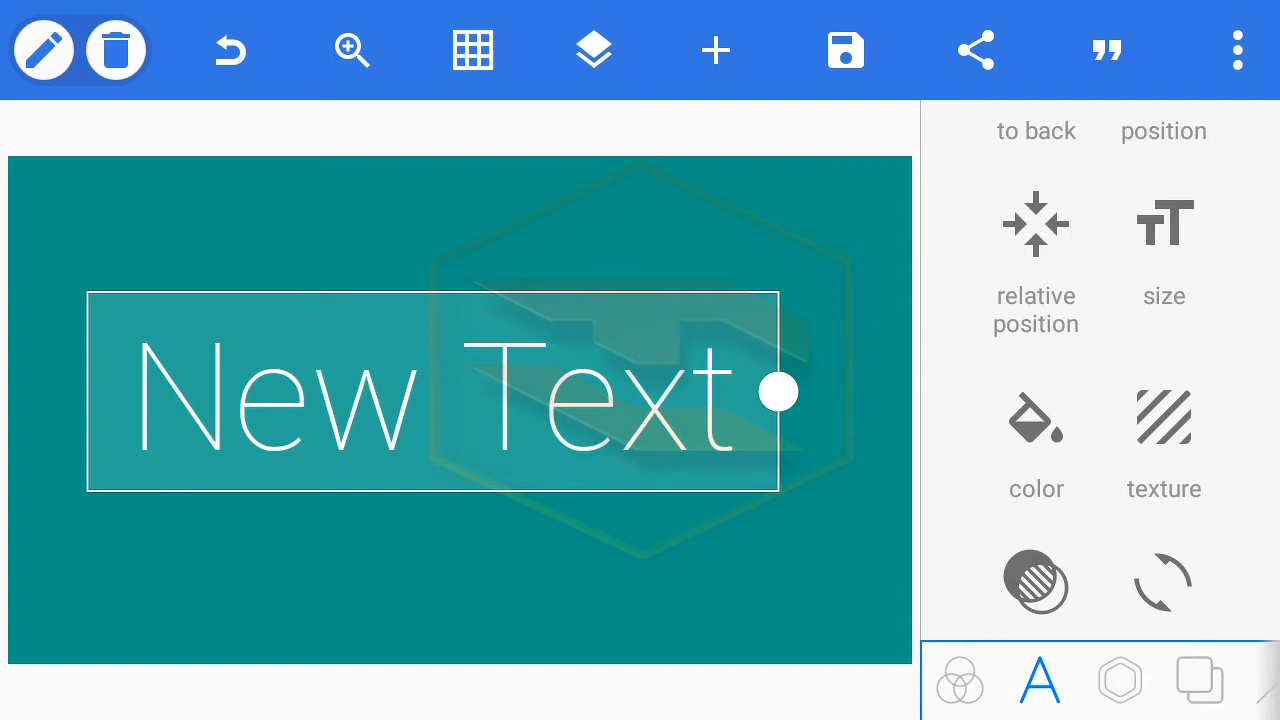 New Text
to back
position
relative
position
size
color
texture